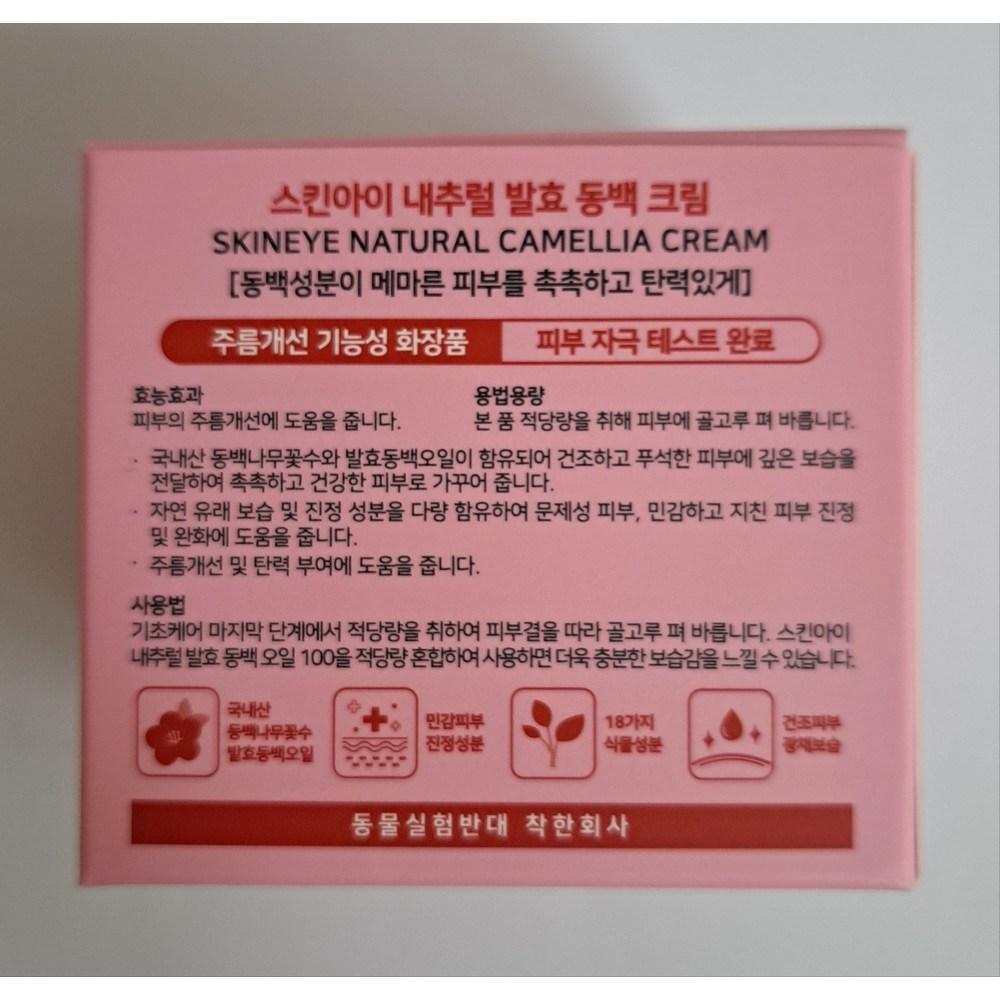 스킨아이 내추럴 발효 동백 크림
SKINEYE NATURAL CAMELLIA CREAM
[동백성분이 메마른 피부를 촉촉하고 탄력있게]
주름개선 기능성 화장품 피부 자극 테스트 완료
효능효과
피부의 주름개선에 도움을 줍니다.
용법용량
본 품 적당량을 취해 피부에 골고루 펴 바릅니다.
· 국내산 동백나무꽃수와 발효동백오일이 함유되어 건조하고 푸석한 피부에 깊은 보습을
전달하여 촉촉하고 건강한 피부로 가꾸어 줍니다.
· 자연 유래 보습 및 진정 성분을 다량 함유하여 문제성 피부, 민감하고 지친 피부 진정
및 완화에 도움을 줍니다.
· 주름개선 및 탄력 부여에 도움을 줍니다.
사용법
기초케어 마지막 단계에서 적당량을 취하여 피부결을 따라 골고루 펴 바릅니다. 스킨아이
내추럴 발효 동백 오일 100을 적당량 혼합하여 사용하면 더욱 충분한 보습감을 느낄 수 있습니다.
국내산
동백나무꽃수
발효동백오일
민감피부
진정성분
18가지
식물성분
건조피부
광채보습
동물실험반대 착한회사